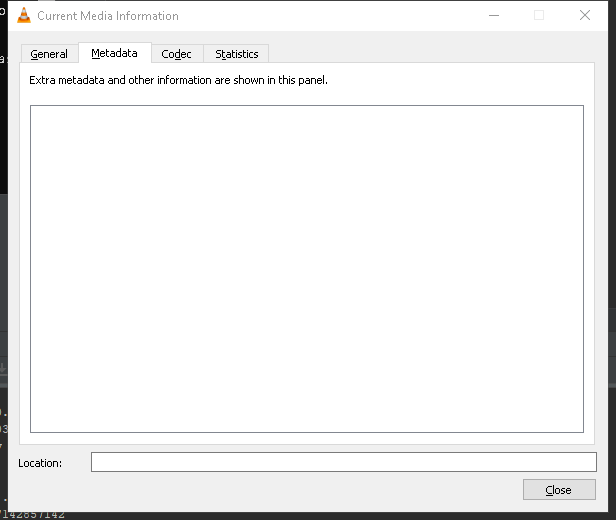 Current Media Information
General Metadata Codec Statistics
Extra metadata and other information are shown in this panel.
Location:
Close
7142857142